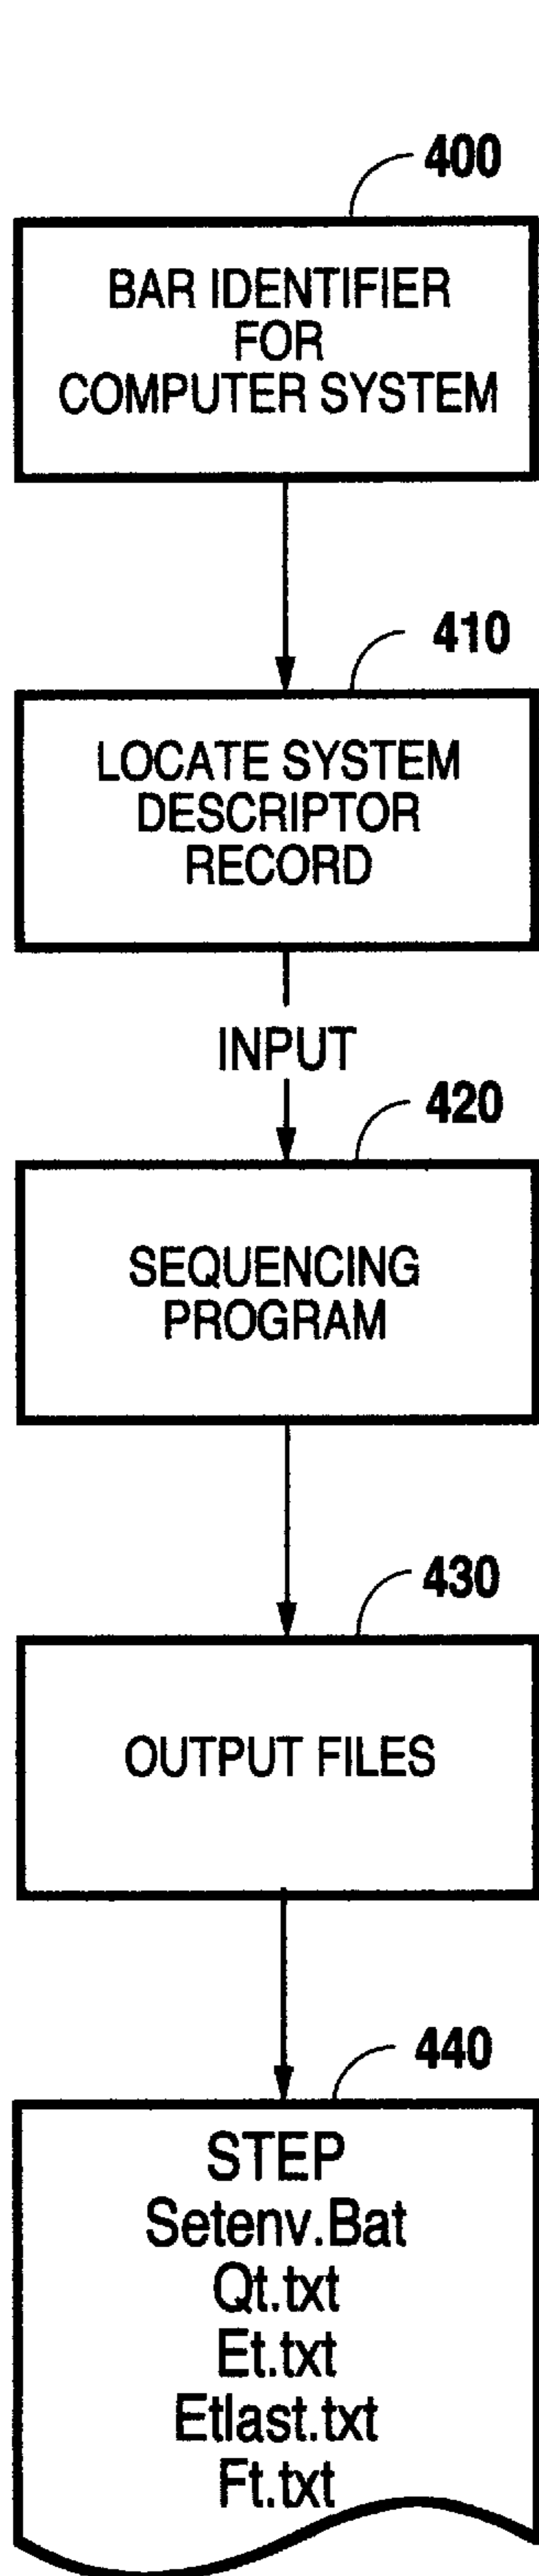 400
BAR IDENTIFIER
FOR
COMPUTER SYSTEM
410
LOCATE SYSTEM
DESCRIPTOR
RECORD
INPUT
420
SEQUENCING
PROGRAM
430
OUTPUT FILES
440
STEP
Setenv.Bat
Qt.txt
Et.txt
Etlast.txt
Ft.txt